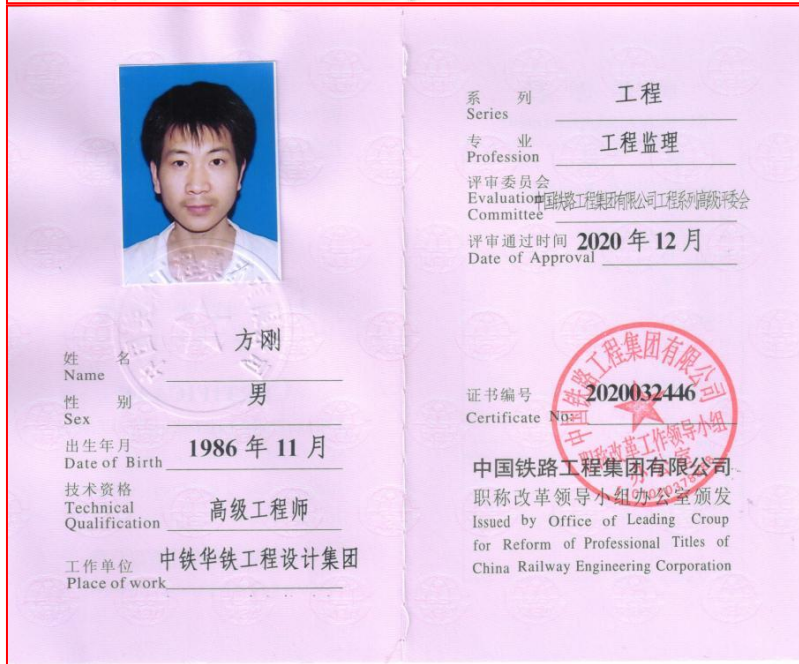 姓 名 方刚
Name
性 别 男
Sex
出生年月 1986 年 11 月
Date of Birth
技术资格
Technical 高级工程师
Qualification
工作单位 中铁华铁工程设计集团
Place of work
系 列 工程
Series
专 业 工程监理
Profession
评审委员会
Evaluation 中国铁路工程集团有限公司工程系列高级评委会
Committee
评审通过时间 2020 年 12 月
Date of Approval
证书编号 2020032446
Certificate No:
中国铁路工程集团有限公司
职称改革工作领导小组
办公室
中国铁路工程集团有限公司
职称改革领导小组办公室颁发
Issued by Office of Leading Croup
for Reform of Professional Titles of
China Railway Engineering Corporation